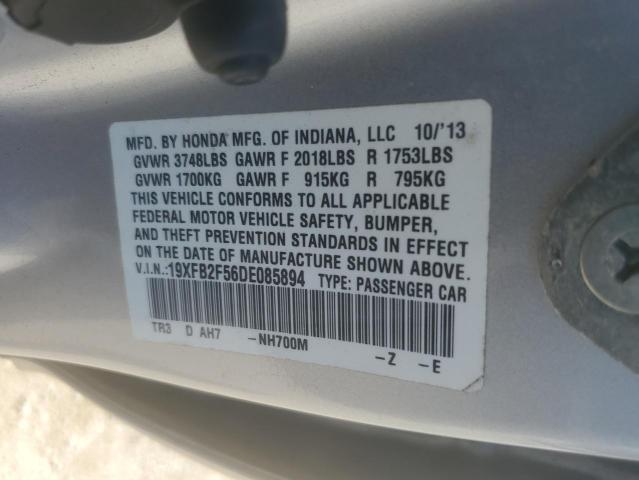 MFD. BY HONDA MFG. OF INDIANA, LLC 10/'13
GVWR 3748LBS GAWR F 2018LBS R 1753LBS
GVWR 1700KG GAWR F 915KG R 795KG
THIS VEHICLE CONFORMS TO ALL APPLICABLE
FEDERAL MOTOR VEHICLE SAFETY, BUMPER,
AND THEFT PREVENTION STANDARDS IN EFFECT
ON THE DATE OF MANUFACTURE SHOWN ABOVE.
V.I.N.:19XFB2F56DE085894 TYPE: PASSENGER CAR
TR3 D AH7 -NH700M -Z -E